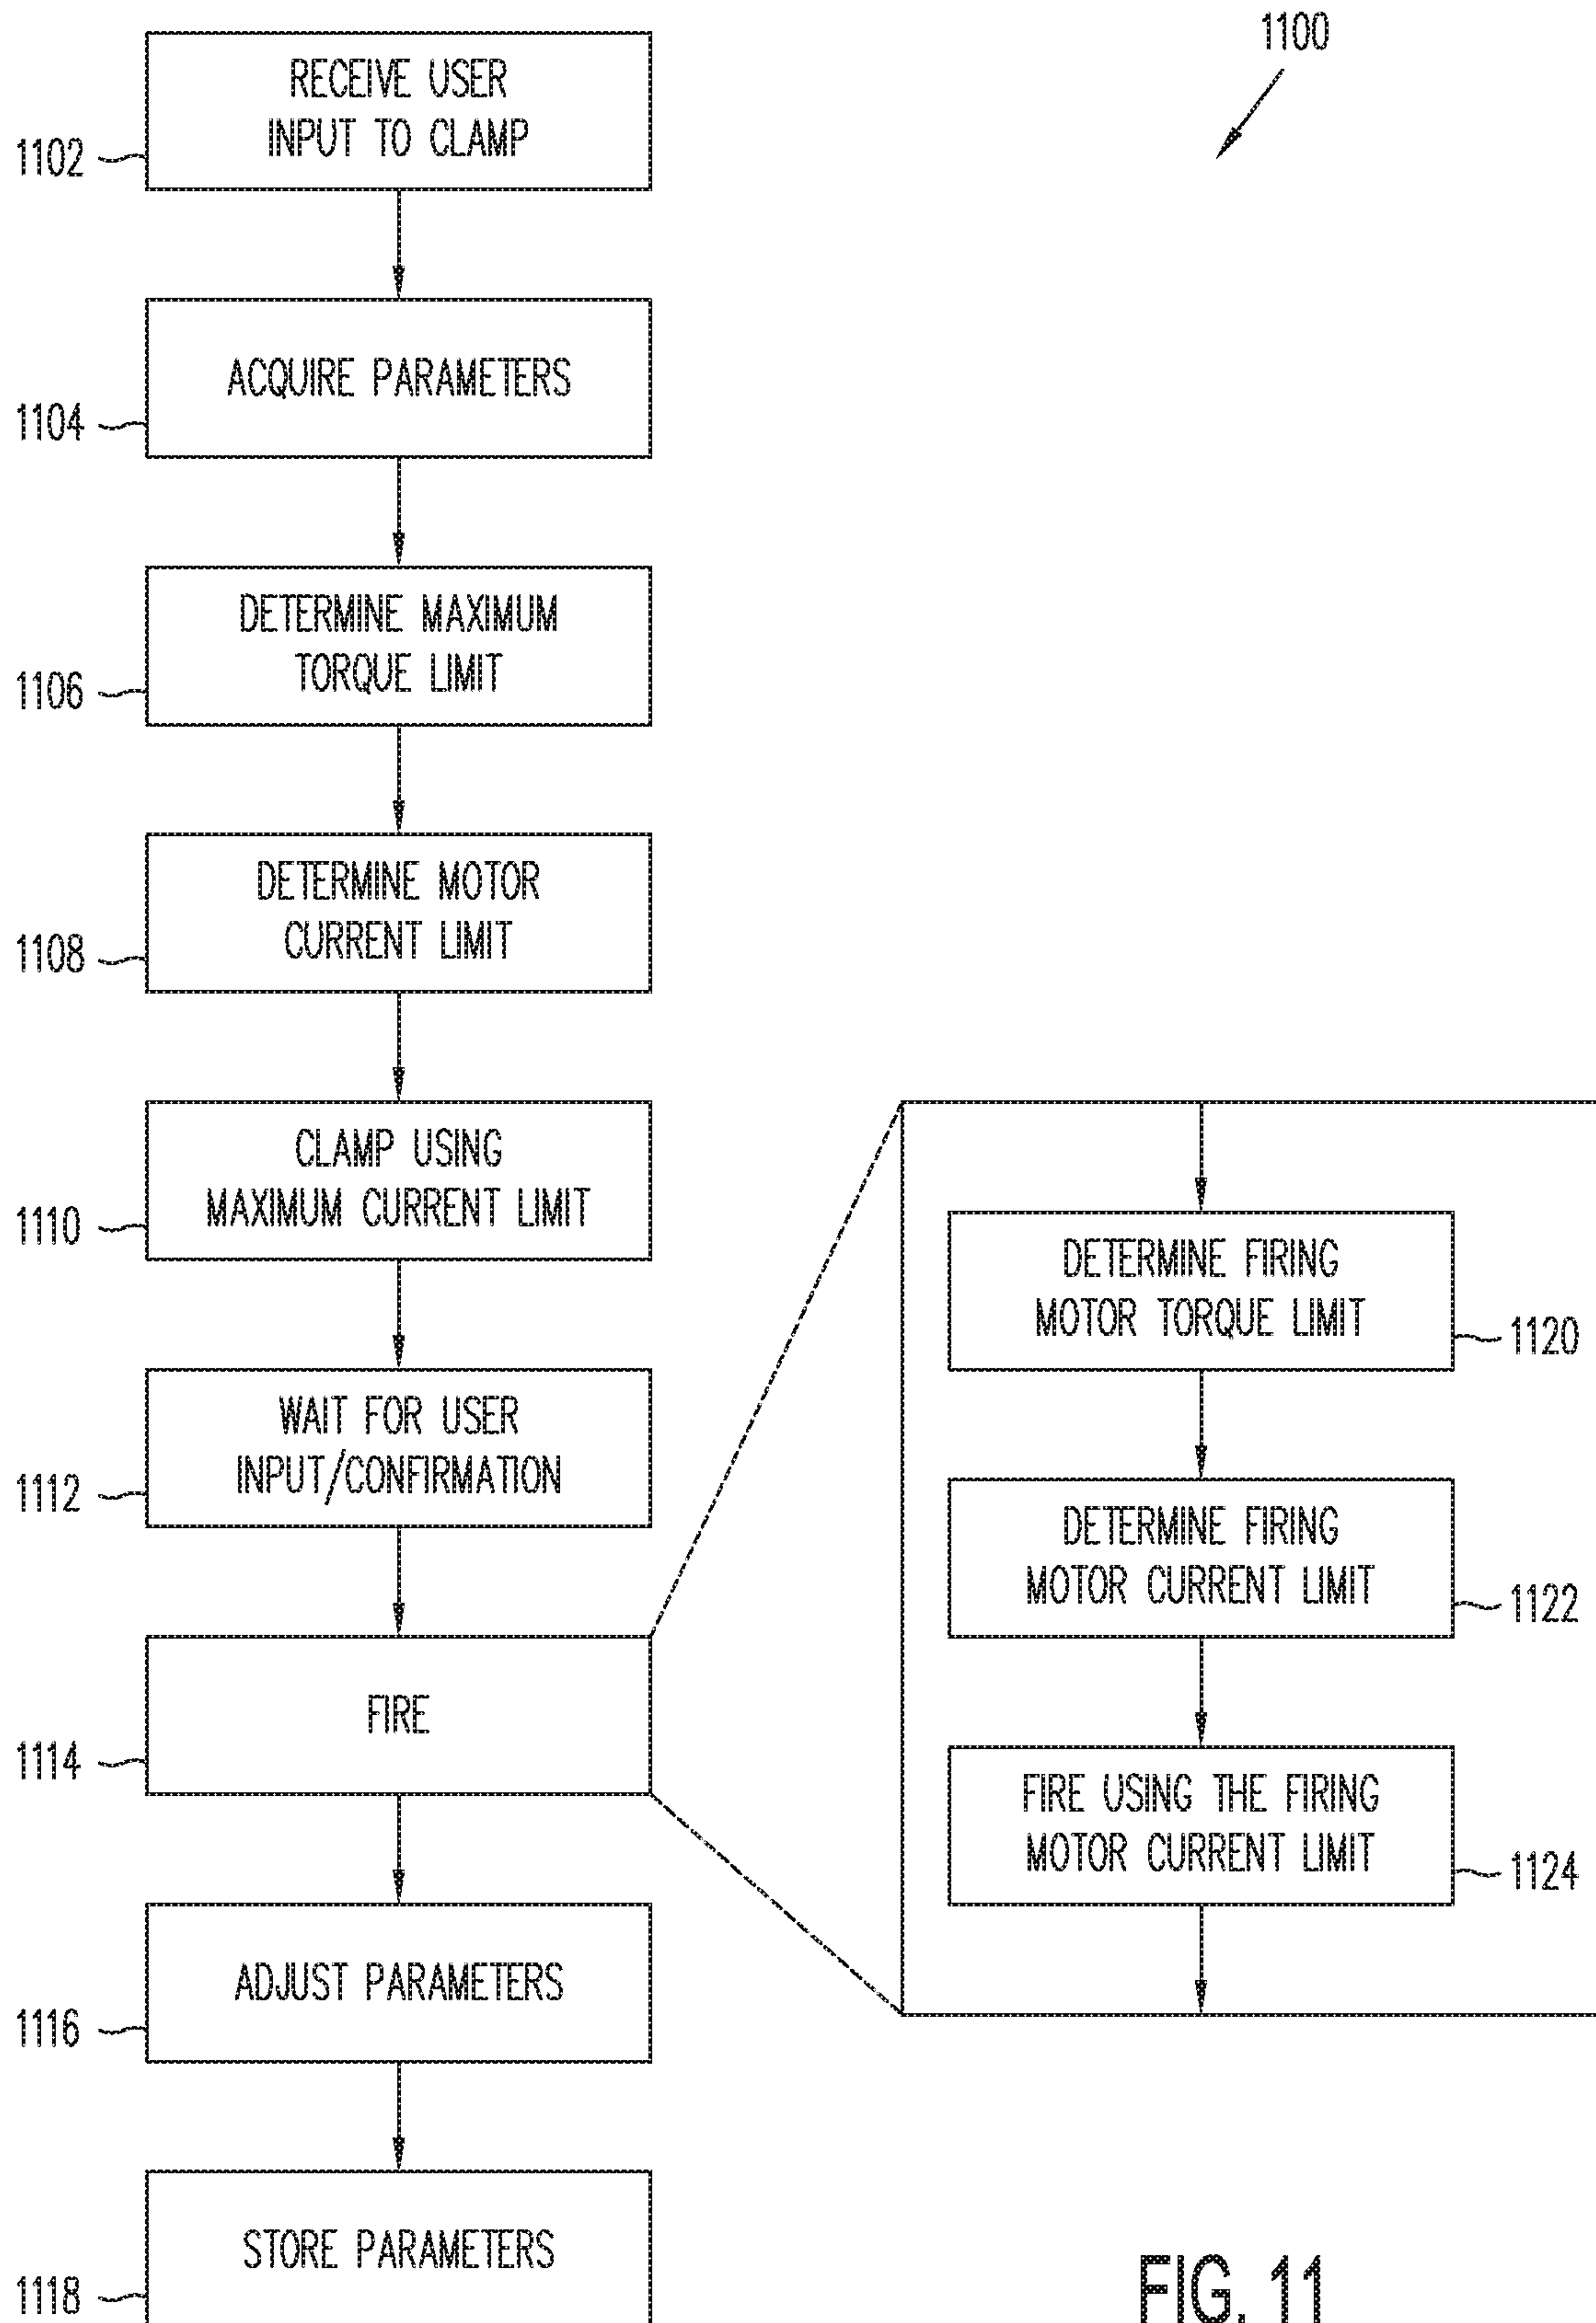 1100
RECEIVE USER
INPUT TO CLAMP
1102
ACQUIRE PARAMETERS
1104
DETERMINE MAXIMUM
TORQUE LIMIT
1106
DETERMINE MOTOR
CURRENT LIMIT
1108
CLAMP USING
MAXIMUM CURRENT LIMIT
1110
WAIT FOR USER
INPUT/CONFIRMATION
1112
FIRE
1114
ADJUST PARAMETERS
1116
STORE PARAMETERS
1118
DETERMINE FIRING
MOTOR TORQUE LIMIT
1120
DETERMINE FIRING
MOTOR CURRENT LIMIT
1122
FIRE USING THE FIRING
MOTOR CURRENT LIMIT
1124
FIG. 11